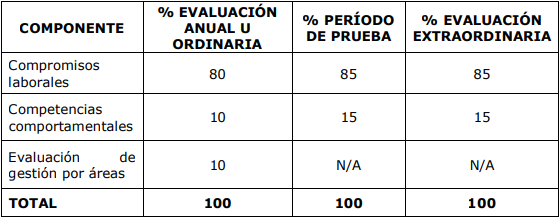 COMPONENTE
% EVALUACIÓN
ANUAL U
ORDINARIA
% PERÍODO
DE PRUEBA
% EVALUACIÓN
EXTRAORDINARIA
Compromisos
laborales
80
85
85
Competencias
comportamentales
10
15
15
Evaluación de
gestión por áreas
10
N/A
N/A
TOTAL
100
100
100